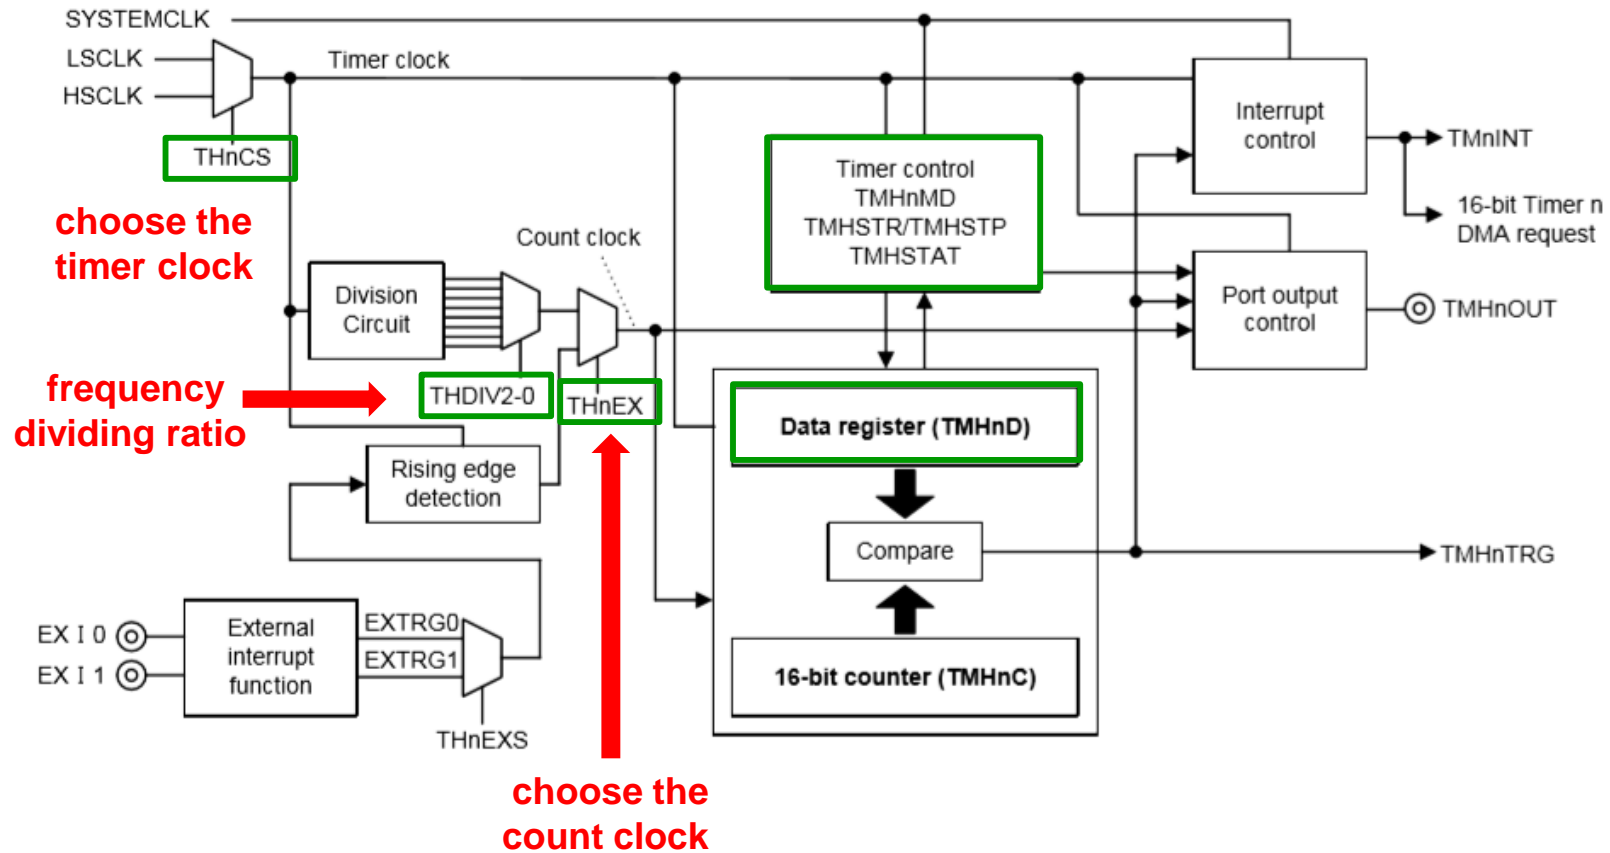 SYSTEMCLK
LSCLK
HSCLK
Timer clock
THnCS
choose the
timer clock
Timer control
TMHnMD
TMHSTR/TMHSTP
TMHSTAT
Interrupt
control
TMnINT
16-bit Timer n
DMA request
Count clock
Division
Circuit
Port output
control
TMHnOUT
frequency
dividing ratio
THDIV2-0
THnEX
Data register (TMHnD)
Rising edge
detection
Compare
TMHnTRG
EX I 0
EX I 1
External
interrupt
function
EXTRG0
EXTRG1
16-bit counter (TMHnC)
THnEXS
choose the
count clock